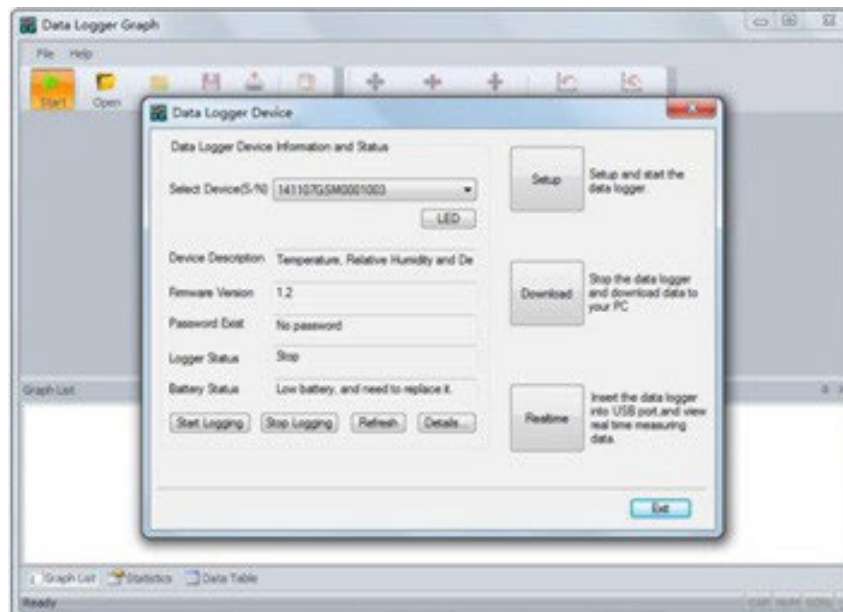 Data Logger Graph
File Help
Start Open
Data Logger Device
Data Logger Device Information and Status
Select Device(S/N) 141107GSM0001003
LED
Device Description Temperature, Relative Humidity and De
Firmware Version 1.2
Password Exist No password
Logger Status Stop
Battery Status Low battery, and need to replace it.
Start Logging Stop Logging Refresh Details...
Setup Setup and start the
data logger.
Download Stop the data logger
and download data to
your PC
Realtime Insert the data logger
into USB port,and view
real time measuring
data.
Exit
Graph List
Graph List Statistics Data Table
Ready CAP NUM SCRL